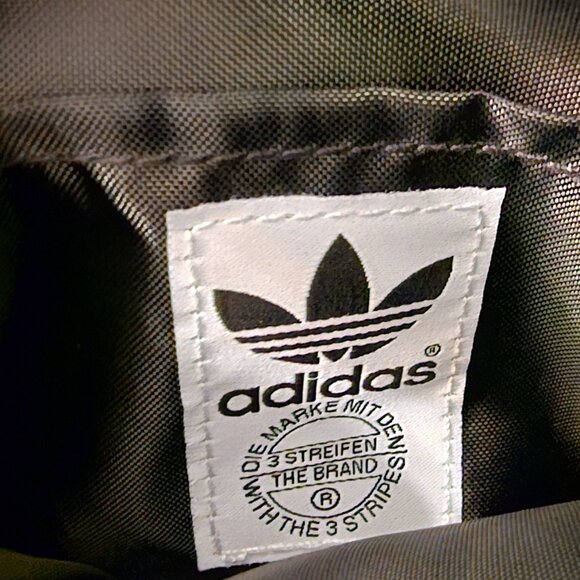 adidas®
DIE MARKE MIT DEN
3 STREIFEN
THE BRAND
®
WITH THE 3 STRIPES